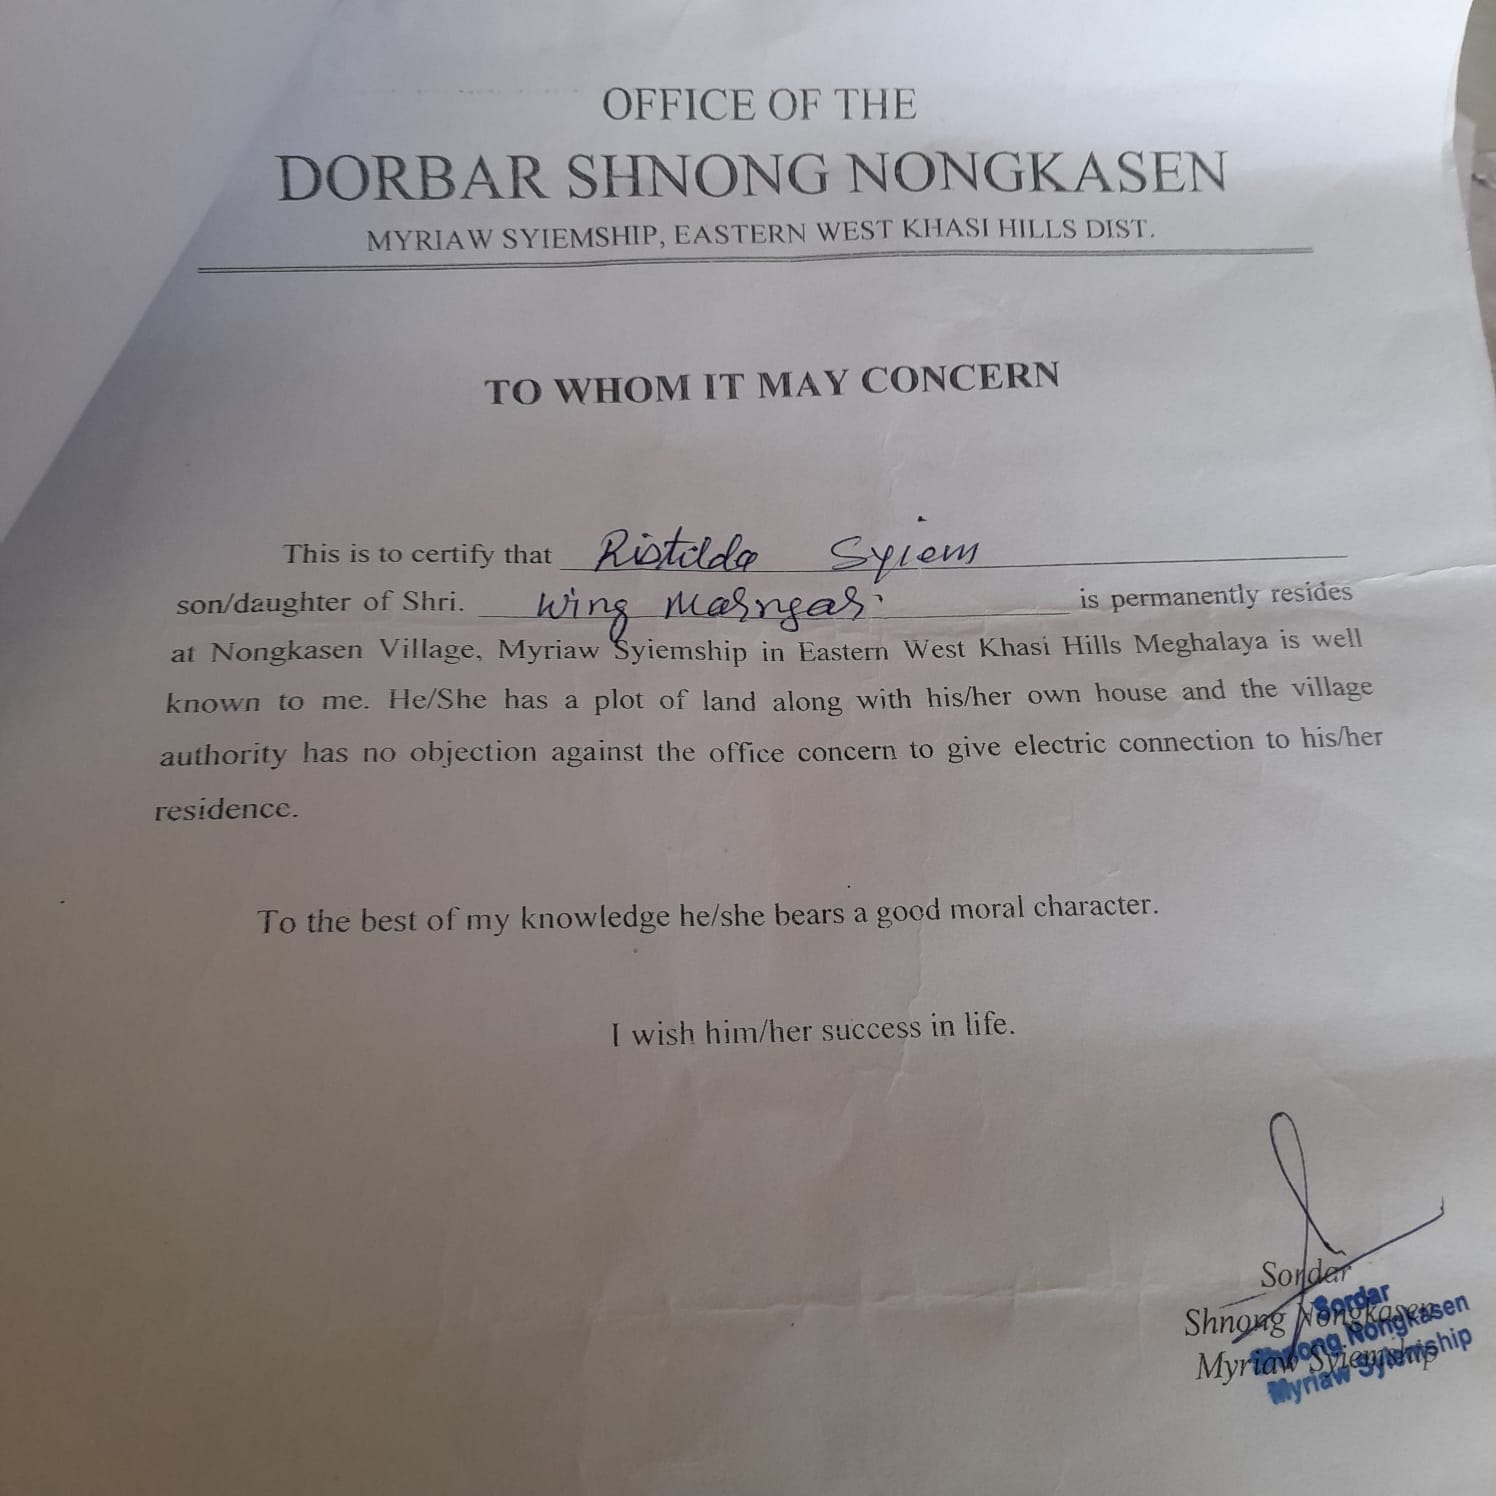 OFFICE OF THE
DORBAR SHNONG NONGKASEN
MYRIAW SYIEMSHIP, EASTERN WEST KHASI HILLS DIST.
TO WHOM IT MAY CONCERN
This is to certify that Ristilda Syiem
son/daughter of Shri. Wing Marngar is permanently resides
at Nongkasen Village, Myriaw Syiemship in Eastern West Khasi Hills Meghalaya is well
known to me. He/She has a plot of land along with his/her own house and the village
authority has no objection against the office concern to give electric connection to his/her
residence.
To the best of my knowledge he/she bears a good moral character.
I wish him/her success in life.
Sordar
Shnong Nongkasen
Myriaw Syiemship
Sordar
Shnong Nongkasen
Myriaw Syiemship